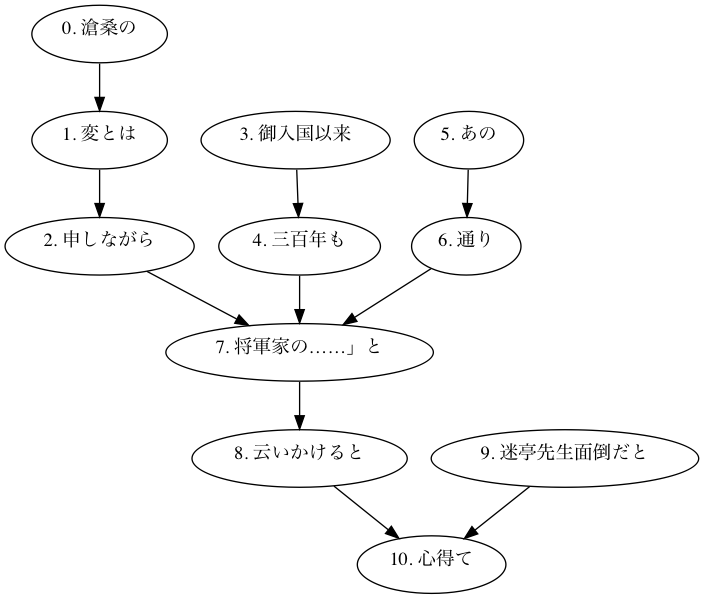 0. 滄桑の
1. 変とは
3. 御入国以来
5. あの
2. 申しながら
4. 三百年も
6. 通り
7. 将軍家の……」と
8. 云いかけると
9. 迷亭先生面倒だと
10. 心得て